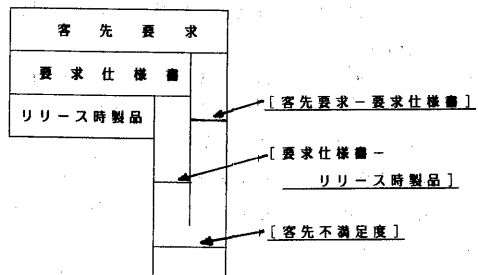 客先要求
要求仕様書
リリース時製品
[客先要求－要求仕様書]
[要求仕様書－
リリース時製品]
[客先不満足度]